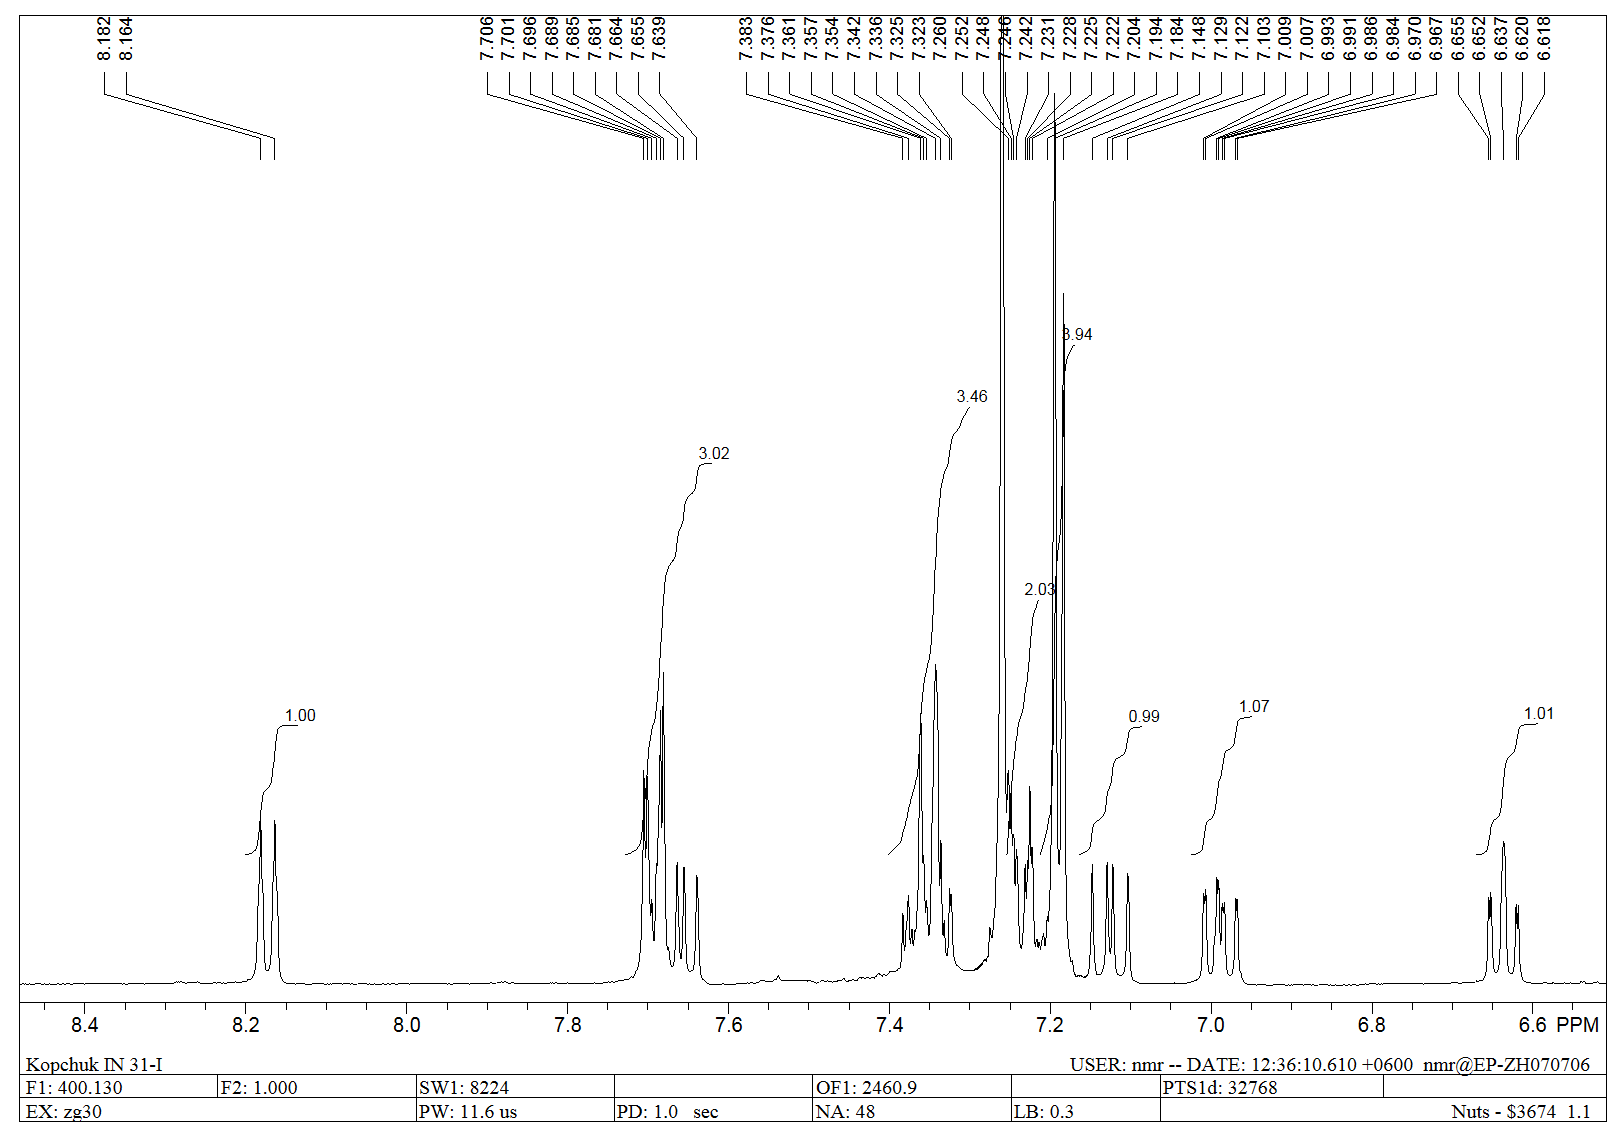 8.182 8.164 7.706 7.701 7.696 7.689 7.685 7.681 7.664 7.655 7.639 7.383 7.376 7.361 7.357 7.354 7.342 7.336 7.325 7.323 7.260 7.252 7.248 7.246 7.242 7.231 7.228 7.225 7.222 7.204 7.194 7.184 7.148 7.129 7.122 7.103 7.009 7.007 6.993 6.991 6.986 6.984 6.970 6.967 6.655 6.652 6.637 6.620 6.618
3.94
3.46
3.02
2.03
1.00 0.99 1.07 1.01
8.4 8.2 8.0 7.8 7.6 7.4 7.2 7.0 6.8 6.6 PPM
Kopchuk IN 31-I USER: nmr -- DATE: 12:36:10.610 +0600 nmr@EP-ZH070706
F1: 400.130 F2: 1.000 SW1: 8224 OF1: 2460.9 PTS1d: 32768
EX: zg30 PW: 11.6 us PD: 1.0 sec NA: 48 LB: 0.3 Nuts - $3674 1.1